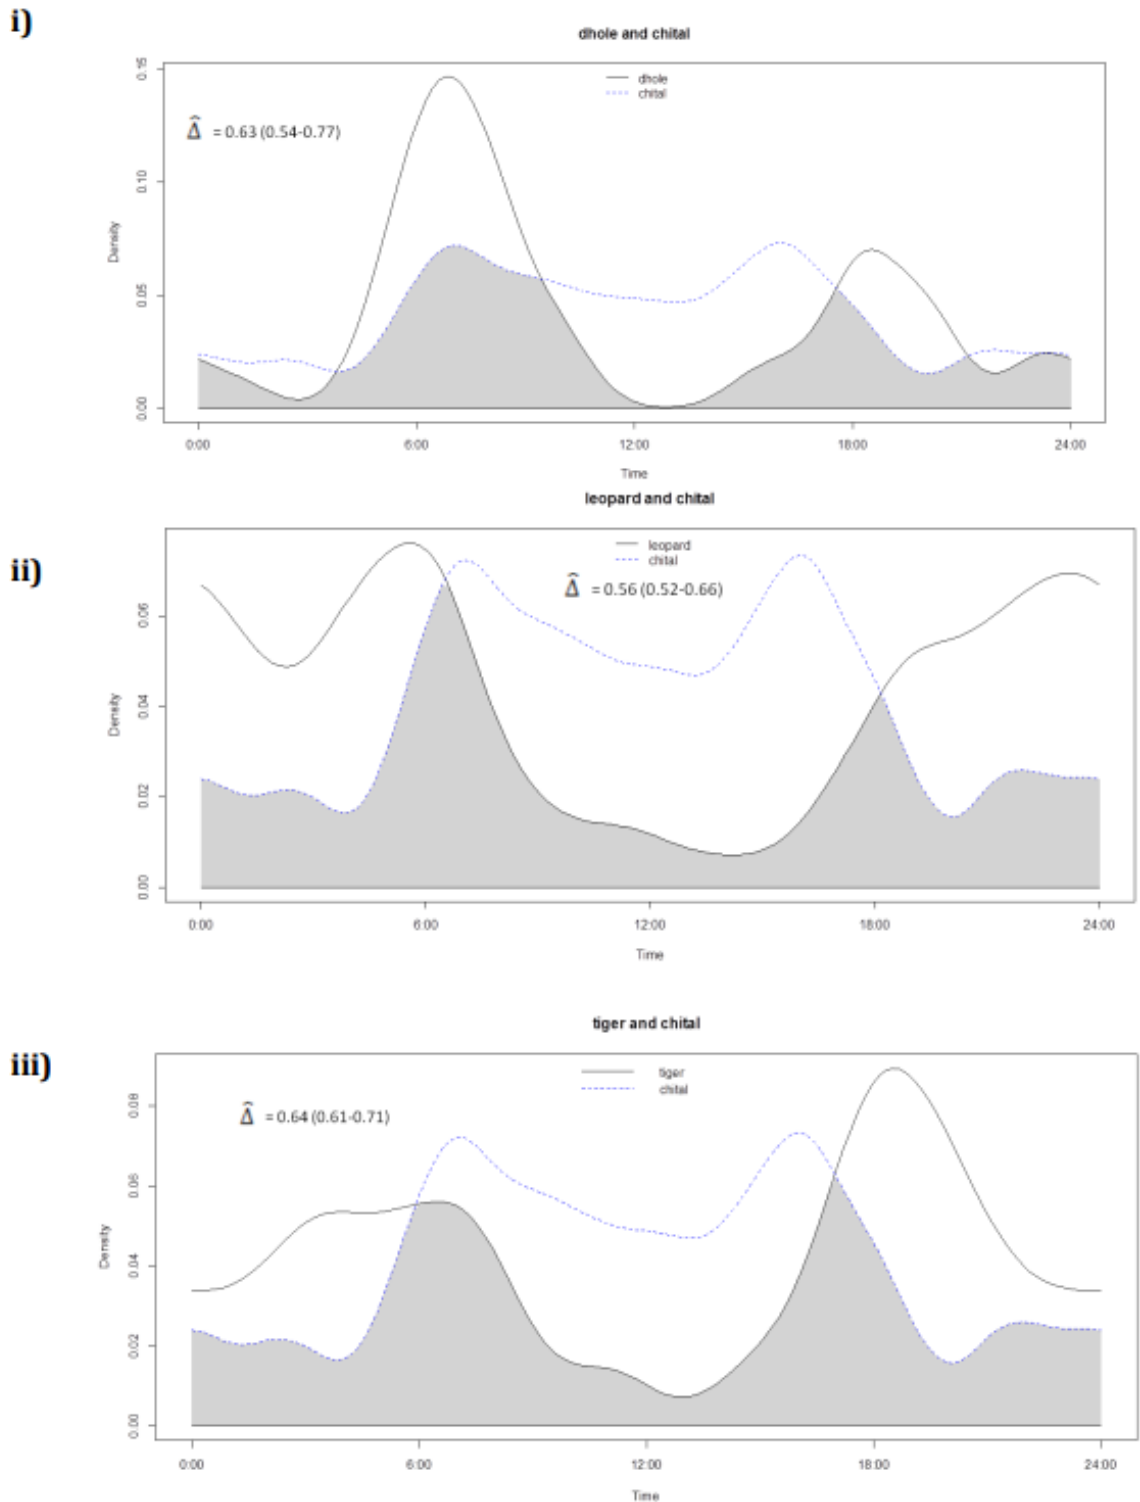 i)
dhole and chital
dhole
chital
Δ̂ = 0.63 (0.54-0.77)
Density
0.00
0.05
0.10
0.15
0:00 6:00 12:00 18:00 24:00
Time
ii)
leopard and chital
leopard
chital
Δ̂ = 0.56 (0.52-0.66)
Density
0.00
0.02
0.04
0.06
0:00 6:00 12:00 18:00 24:00
Time
iii)
tiger and chital
tiger
chital
Δ̂ = 0.64 (0.61-0.71)
Density
0.00
0.02
0.04
0.06
0.08
0:00 6:00 12:00 18:00 24:00
Time